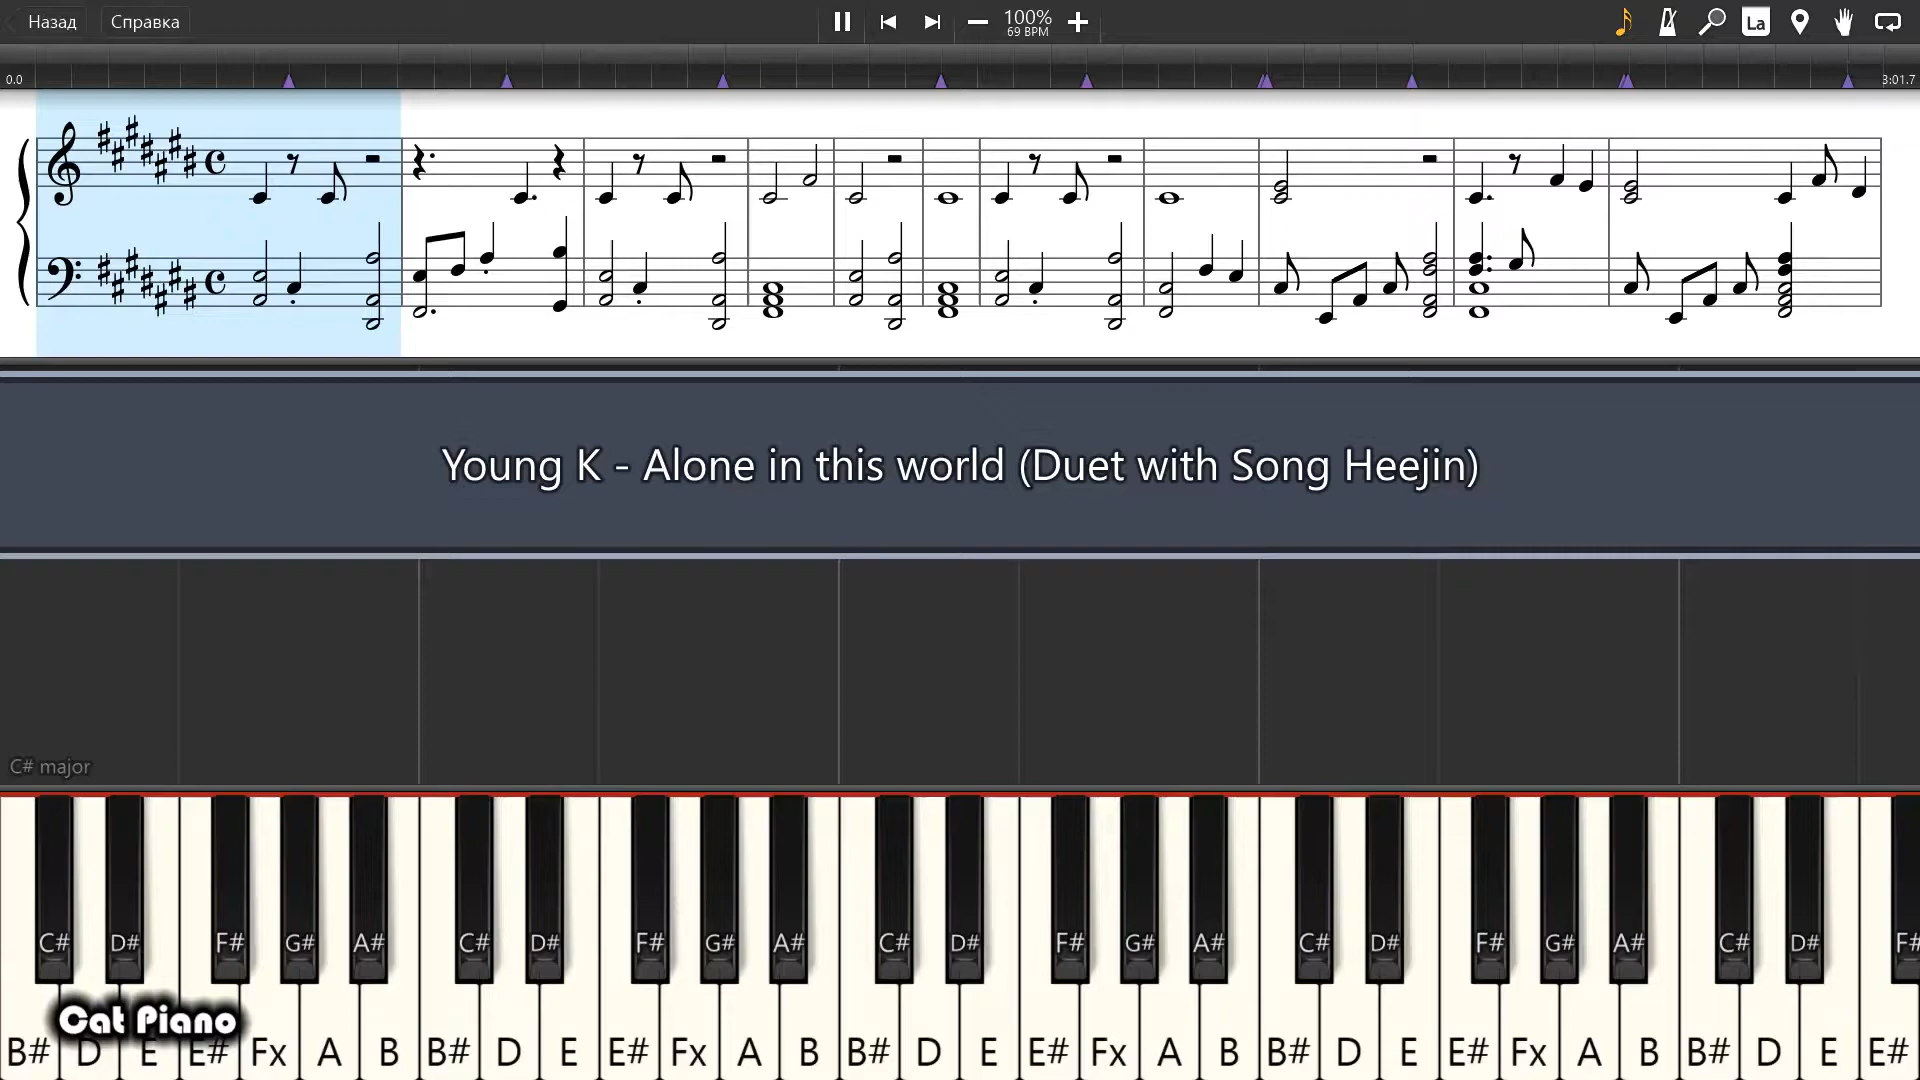 Назад Справка 100% La
69 BPM
0.0 3:01.7
Young K - Alone in this world (Duet with Song Heejin)
C# major
C# D# F# G# A# C# D# F# G# A# C# D# F# G# A# C# D# F# G# A# C# D# F#
Cat Piano
B# D E E# Fx A B B# D E E# Fx A B B# D E E# Fx A B B# D E E# Fx A B B# D E E#